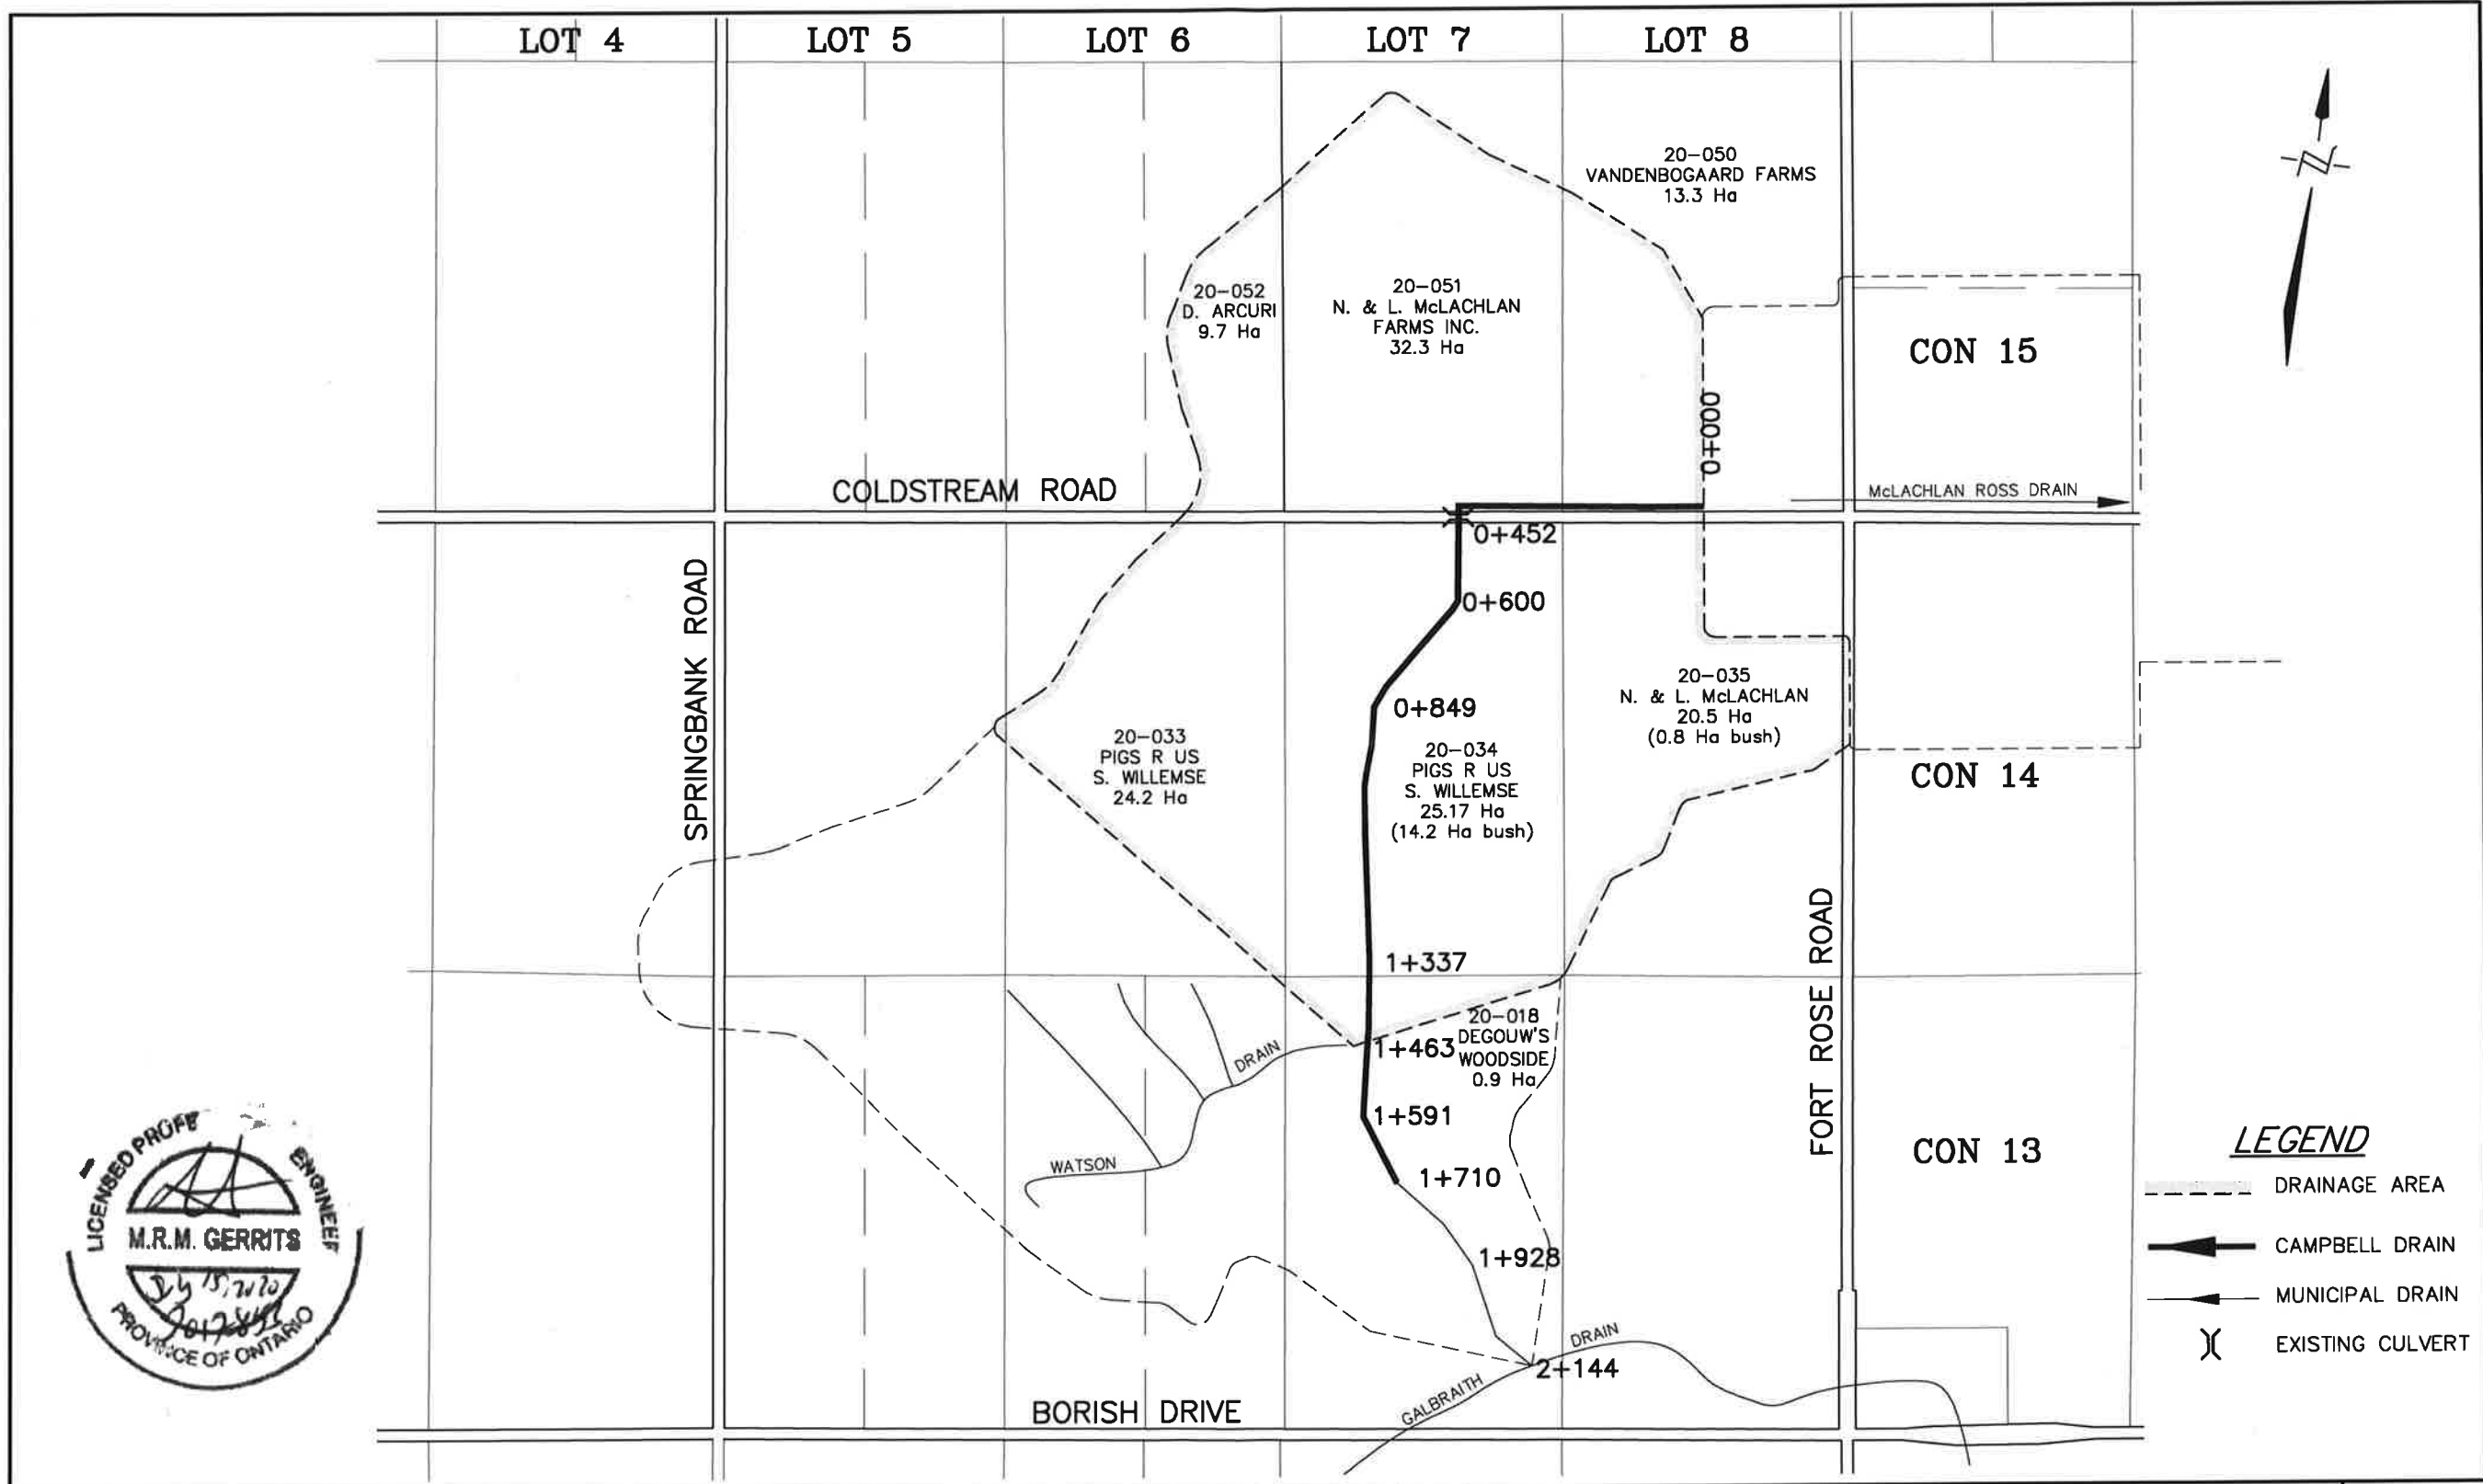 LOT 4
LOT 5
LOT 6
LOT 7
LOT 8
20-050
VANDENBOGAARD FARMS
13.3 Ha
20-052
D. ARCURI
9.7 Ha
20-051
N. & L. McLACHLAN
FARMS INC.
32.3 Ha
CON 15
0+000
COLDSTREAM ROAD
McLACHLAN ROSS DRAIN
0+452
0+600
SPRINGBANK ROAD
0+849
20-035
N. & L. McLACHLAN
20.5 Ha
(0.8 Ha bush)
20-033
PIGS R US
S. WILLEMSE
24.2 Ha
20-034
PIGS R US
S. WILLEMSE
25.17 Ha
(14.2 Ha bush)
CON 14
FORT ROSE ROAD
1+337
20-018
DEGOUW'S
WOODSIDE
0.9 Ha
1+463
WATSON DRAIN
1+591
1+710
CON 13
1+928
2+144
GALBRAITH DRAIN
BORISH DRIVE
LEGEND
DRAINAGE AREA
CAMPBELL DRAIN
MUNICIPAL DRAIN
EXISTING CULVERT
LICENSED PROFE ENGINEER
M.R.M. GERRITS
PROVINCE OF ONTARIO